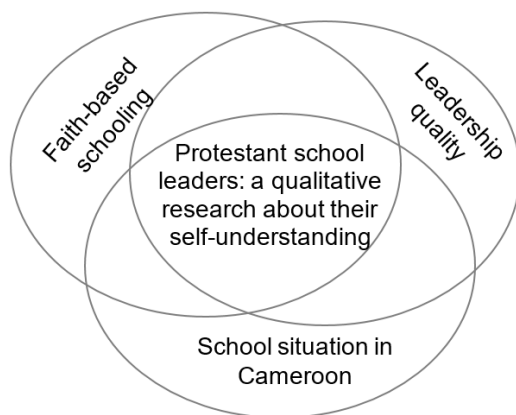 Faith-based
schooling
Leadership
quality
Protestant school
leaders: a qualitative
research about their
self-understanding
School situation in
Cameroon